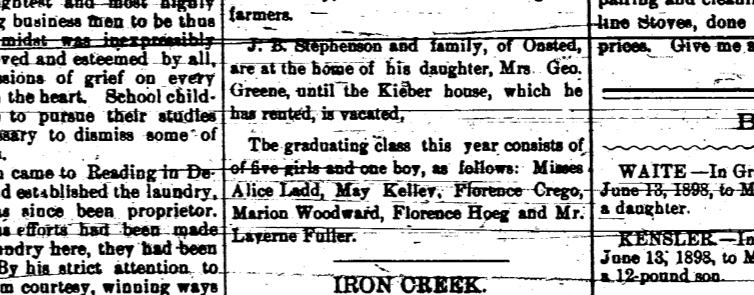 ghtest and most highly
g business men to be thus
midst was inexpressibly
ved and esteemed by all,
sions of grief on every
the heart. School child-
to pursue their studies
ssary to dismiss some of
came to Reading in De-
d established the laundry,
s since been proprietor.
s efforts had been made
ndry here, they had been
By his strict attention to
m courtesy, winning ways
farmers.
J. B. Stephenson and family, of Onsted,
are at the home of his daughter, Mrs. Geo.
Greene, until the Kieber house, which he
has rented, is vacated,
Tbe graduating class this year consists of
of five girls and one boy, as follows: Misses
Alice Ladd, May Kelley, Florence Crego,
Marion Woodward, Florence Hoeg and Mr.
Laverne Fuller.
IRON CREEK.
line Stoves, done
prices. Give me a
B
WAITE—In Gr
June 13, 1898, to M
a daughter.
KENSLER—In
June 13, 1898, to M
a 12-pound son.